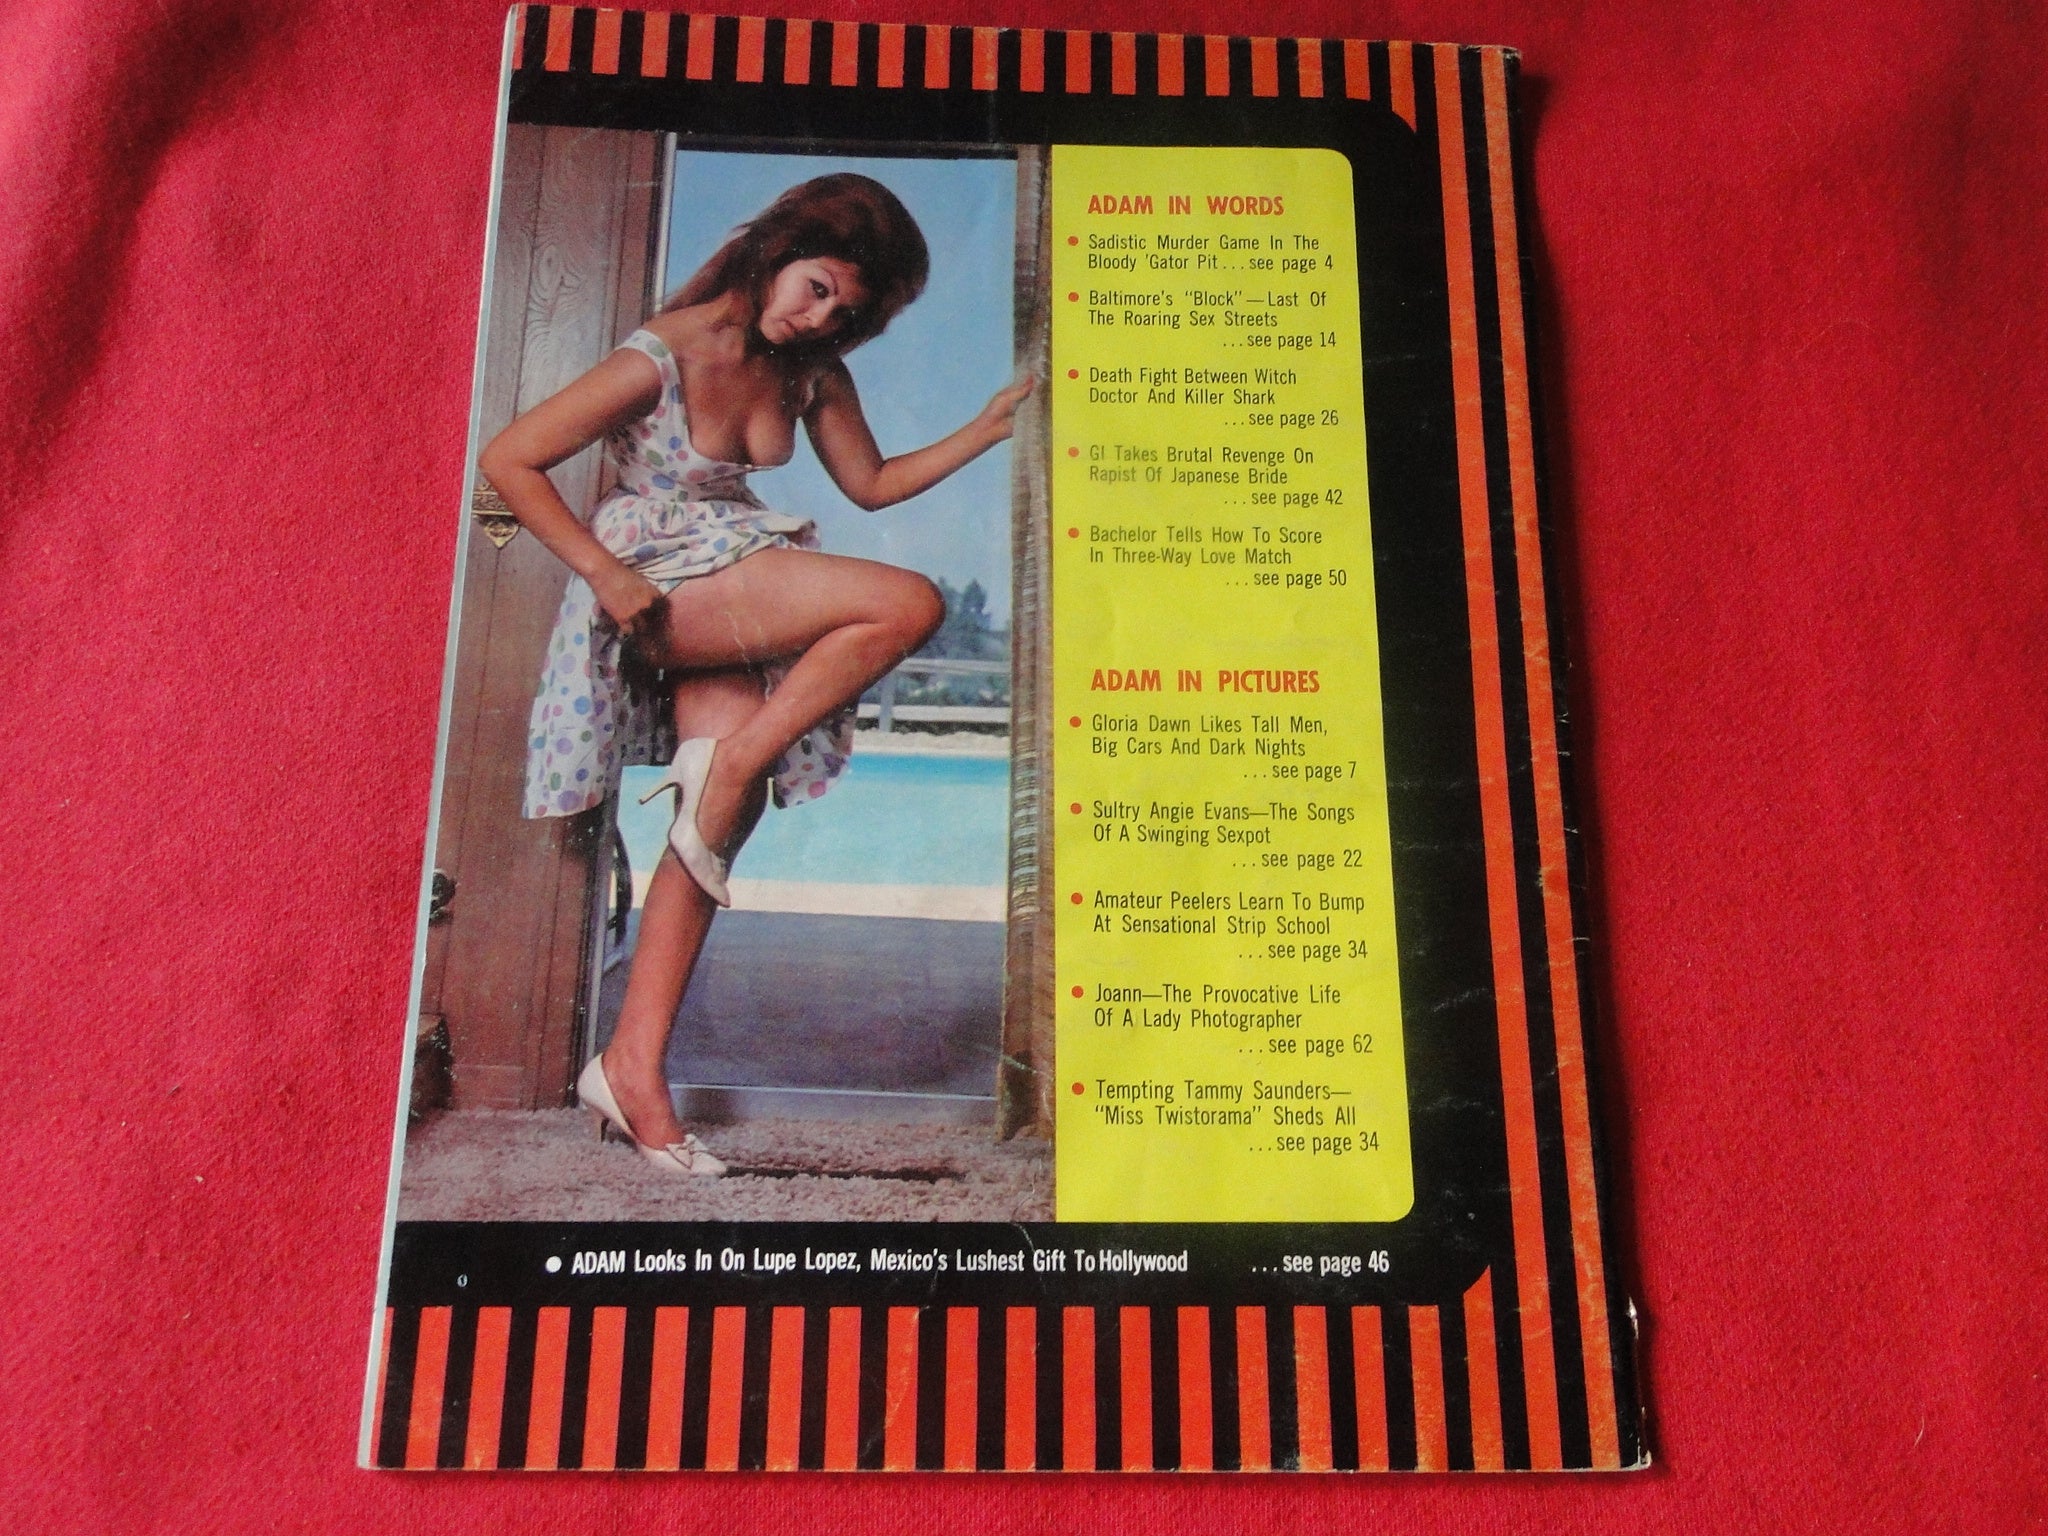 ADAM IN WORDS
• Sadistic Murder Game In The
Bloody 'Gator Pit...see page 4
• Baltimore's "Block"—Last Of
The Roaring Sex Streets
...see page 14
• Death Fight Between Witch
Doctor And Killer Shark
...see page 26
• GI Takes Brutal Revenge On
Rapist Of Japanese Bride
...see page 42
• Bachelor Tells How To Score
In Three-Way Love Match
...see page 50
ADAM IN PICTURES
• Gloria Dawn Likes Tall Men,
Big Cars And Dark Nights
...see page 7
• Sultry Angie Evans—The Songs
Of A Swinging Sexpot
...see page 22
• Amateur Peelers Learn To Bump
At Sensational Strip School
...see page 34
• Joann—The Provocative Life
Of A Lady Photographer
...see page 62
• Tempting Tammy Saunders—
"Miss Twistorama" Sheds All
...see page 34
• ADAM Looks In On Lupe Lopez, Mexico's Lushest Gift To Hollywood ...see page 46